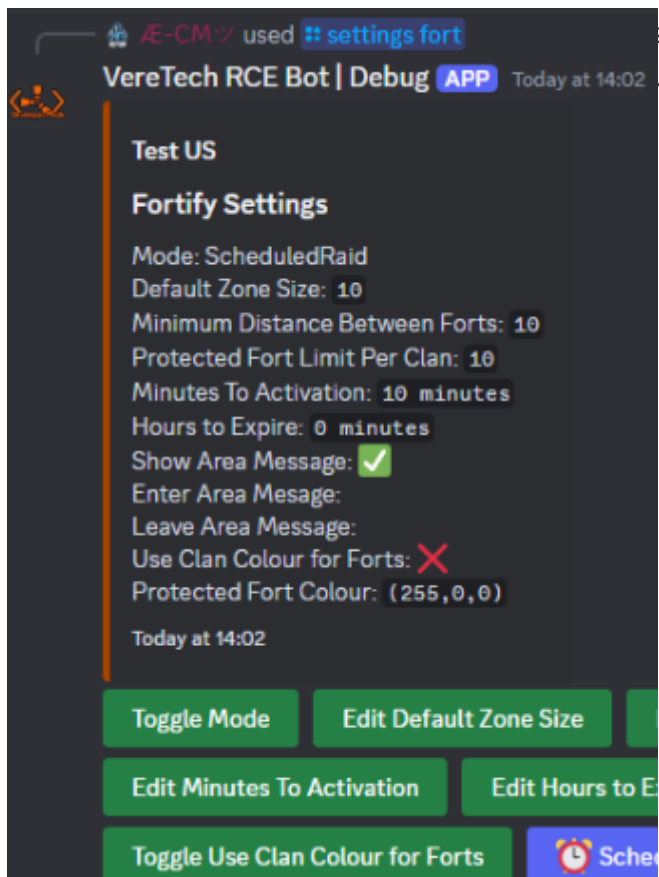 Æ-CMツ used settings fort
VereTech RCE Bot | Debug APP Today at 14:02
Test US
Fortify Settings
Mode: ScheduledRaid
Default Zone Size: 10
Minimum Distance Between Forts: 10
Protected Fort Limit Per Clan: 10
Minutes To Activation: 10 minutes
Hours to Expire: 0 minutes
Show Area Message: ✅
Enter Area Mesage:
Leave Area Message:
Use Clan Colour for Forts: ❌
Protected Fort Colour: (255,0,0)
Today at 14:02
Toggle Mode Edit Default Zone Size
Edit Minutes To Activation Edit Hours to E
Toggle Use Clan Colour for Forts ⏰ Sched